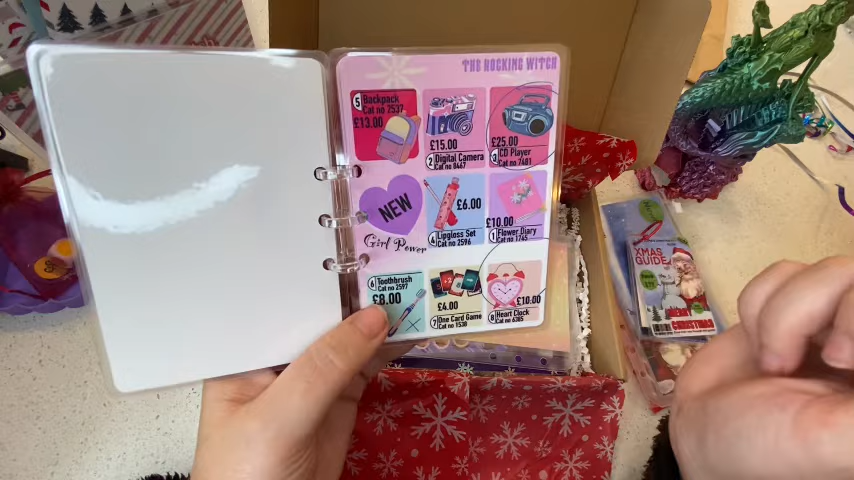 THE ROCKING WITCH
5 Backpack
Cat no 2537
£13.00
£15.00
2 Digital Camera
Cat no 8467
£25.00
3 CD Player
Cat no 7481
NEW
Girl Power
£6.00
4 Lipgloss Set
Cat no 2596
£10.00
1 Flower Diary
Cat no 1745
6 Toothbrush
Cat no 2597
£8.00
£4.00
7 One Card Game
Cat no 1538
£10.00
8 Heart Clock
Cat no 6385
XMAS
GUIDE
MERRY
CHRISTMAS